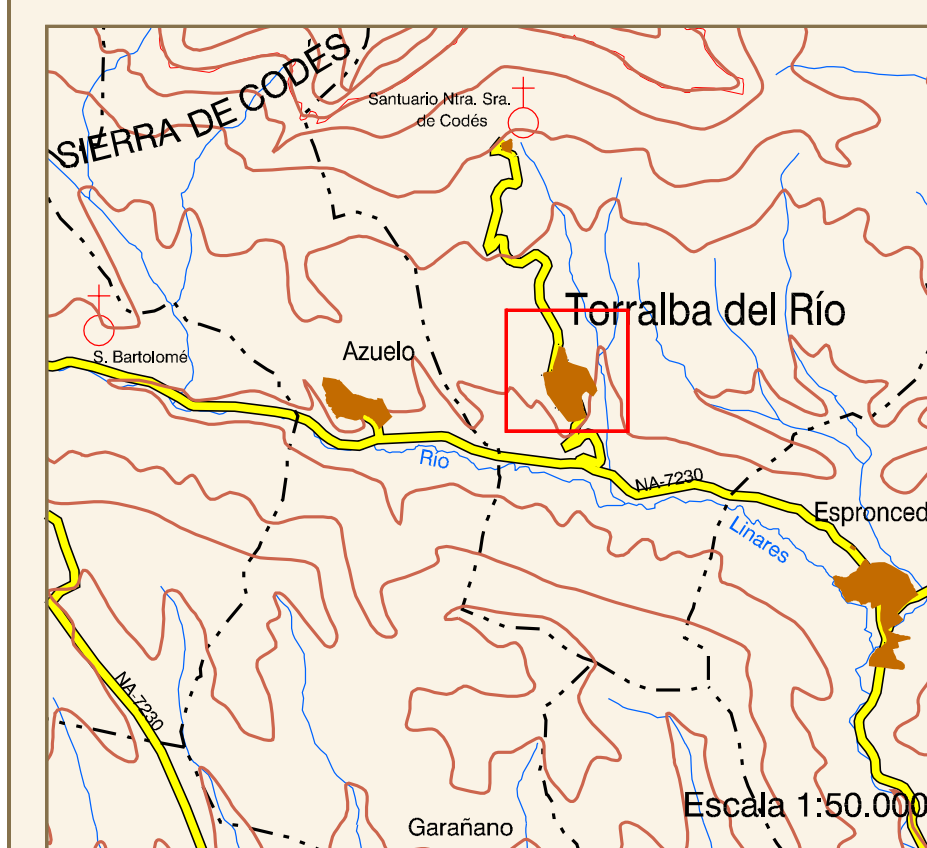 SIERRA DE CODÉS
Santuario Ntra. Sra.
de Codés
Torralba del Río
S. Bartolomé
Azuelo
Río
NA-7230
Linares
Espronced
NA-7230
Escala 1:50.000
Garañano